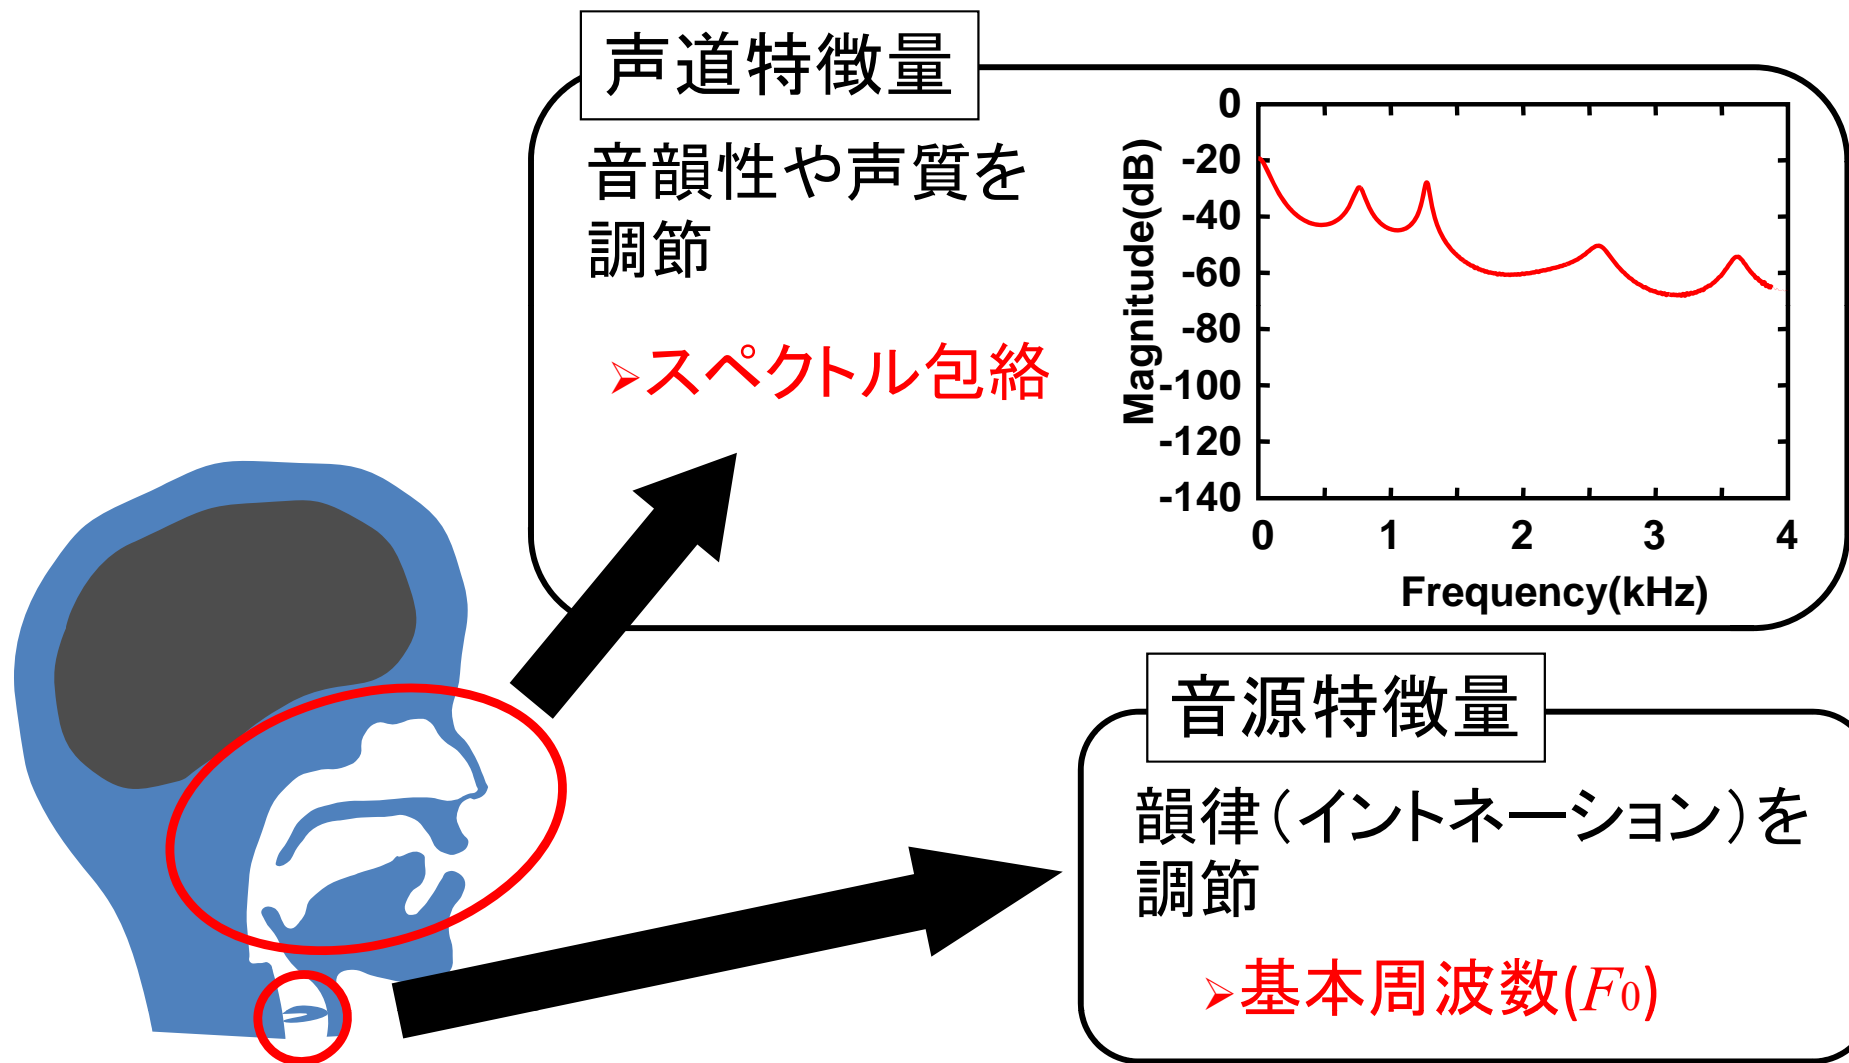 声道特徴量
音韻性や声質を
調節
➢スペクトル包絡
Magnitude(dB)
0
-20
-40
-60
-80
-100
-120
-140
0 1 2 3 4
Frequency(kHz)
音源特徴量
韻律(イントネーション)を
調節
➢基本周波数(F0)